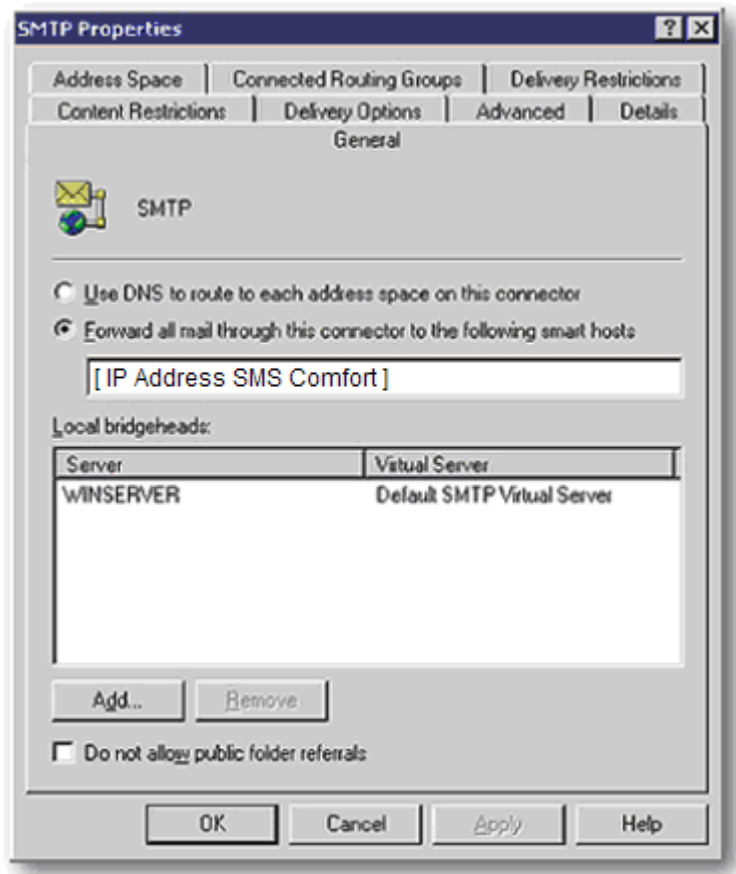 SMTP Properties
Address Space Connected Routing Groups Delivery Restrictions
Content Restrictions Delivery Options Advanced Details
General
SMTP
Use DNS to route to each address space on this connector
Forward all mail through this connector to the following smart hosts
[ IP Address SMS Comfort ]
Local bridgeheads:
Server Virtual Server
WINSERVER Default SMTP Virtual Server
Add... Remove
Do not allow public folder referrals
OK Cancel Apply Help